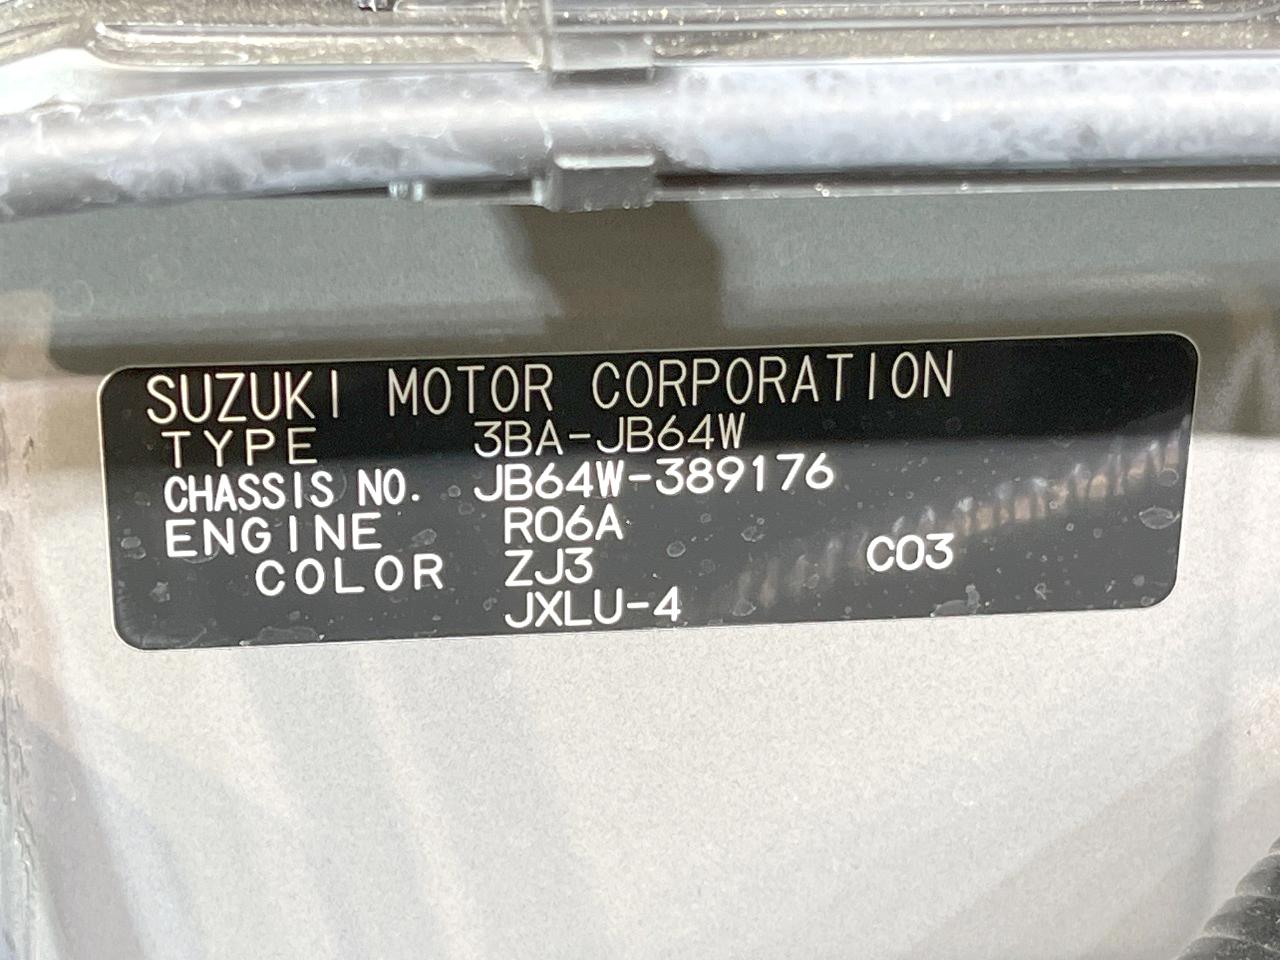 SUZUKI MOTOR CORPORATION
TYPE 3BA-JB64W
CHASSIS NO. JB64W-389176
ENGINE R06A
COLOR ZJ3 C03
JXLU-4